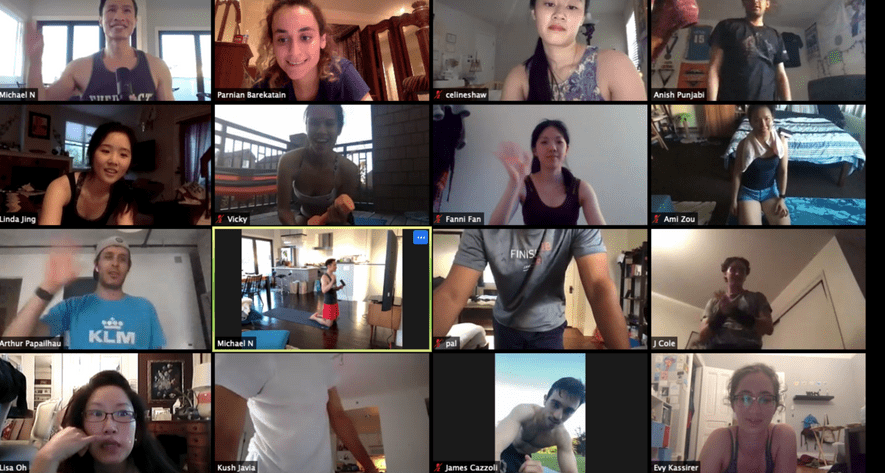 Michael N
Parnian Barekatain
celineshaw
Anish Punjabi
Linda Jing
Vicky
Fanni Fan
Ami Zou
KLM
Arthur Papailhau
Michael N
FINISH
pal
J Cole
Lisa Oh
Kush Javia
James Cazzoli
Evy Kassirer